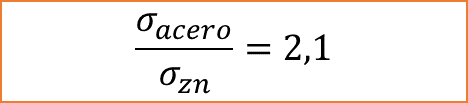 σ_acero / σ_zn = 2,1